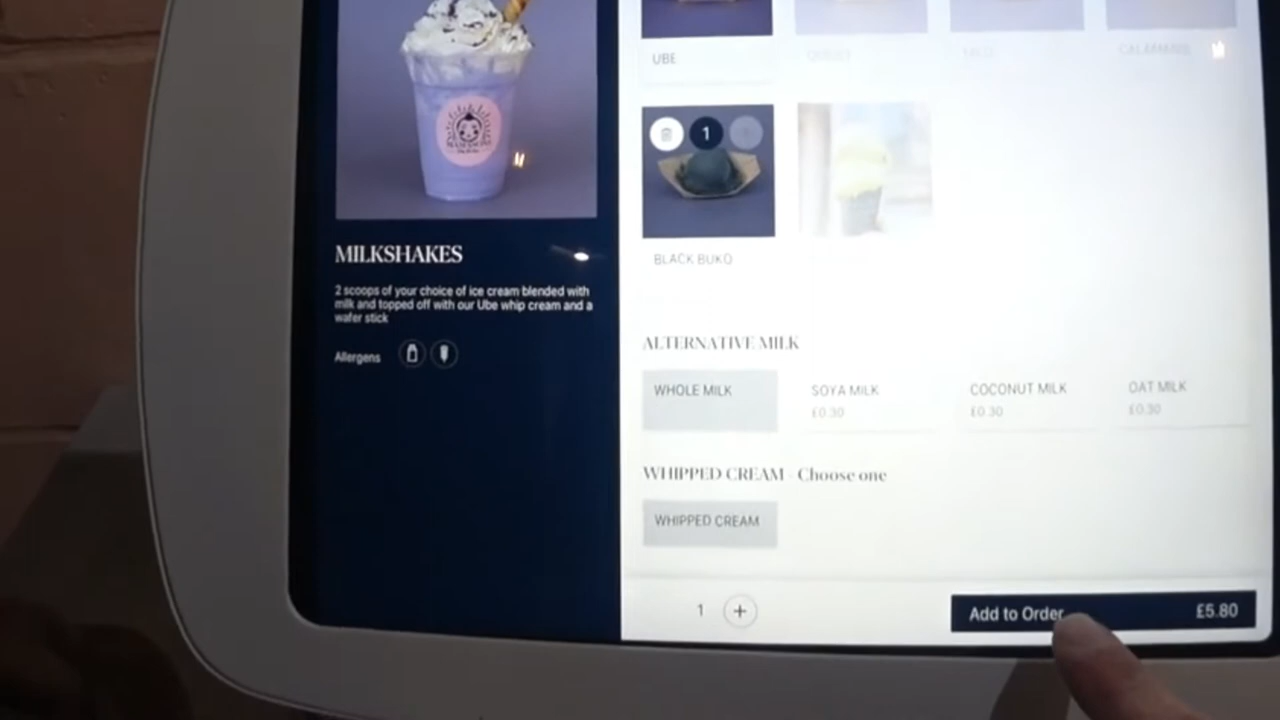 UBE
CALAMANSI
1
BLACK BUKO
MILKSHAKES
2 scoops of your choice of ice cream blended with
milk and topped off with our Ube whip cream and a
wafer stick
Allergens
ALTERNATIVE MILK
WHOLE MILK
SOYA MILK
£0.30
COCONUT MILK
£0.30
OAT MILK
£0.30
WHIPPED CREAM - Choose one
WHIPPED CREAM
1 +
Add to Order £5.80